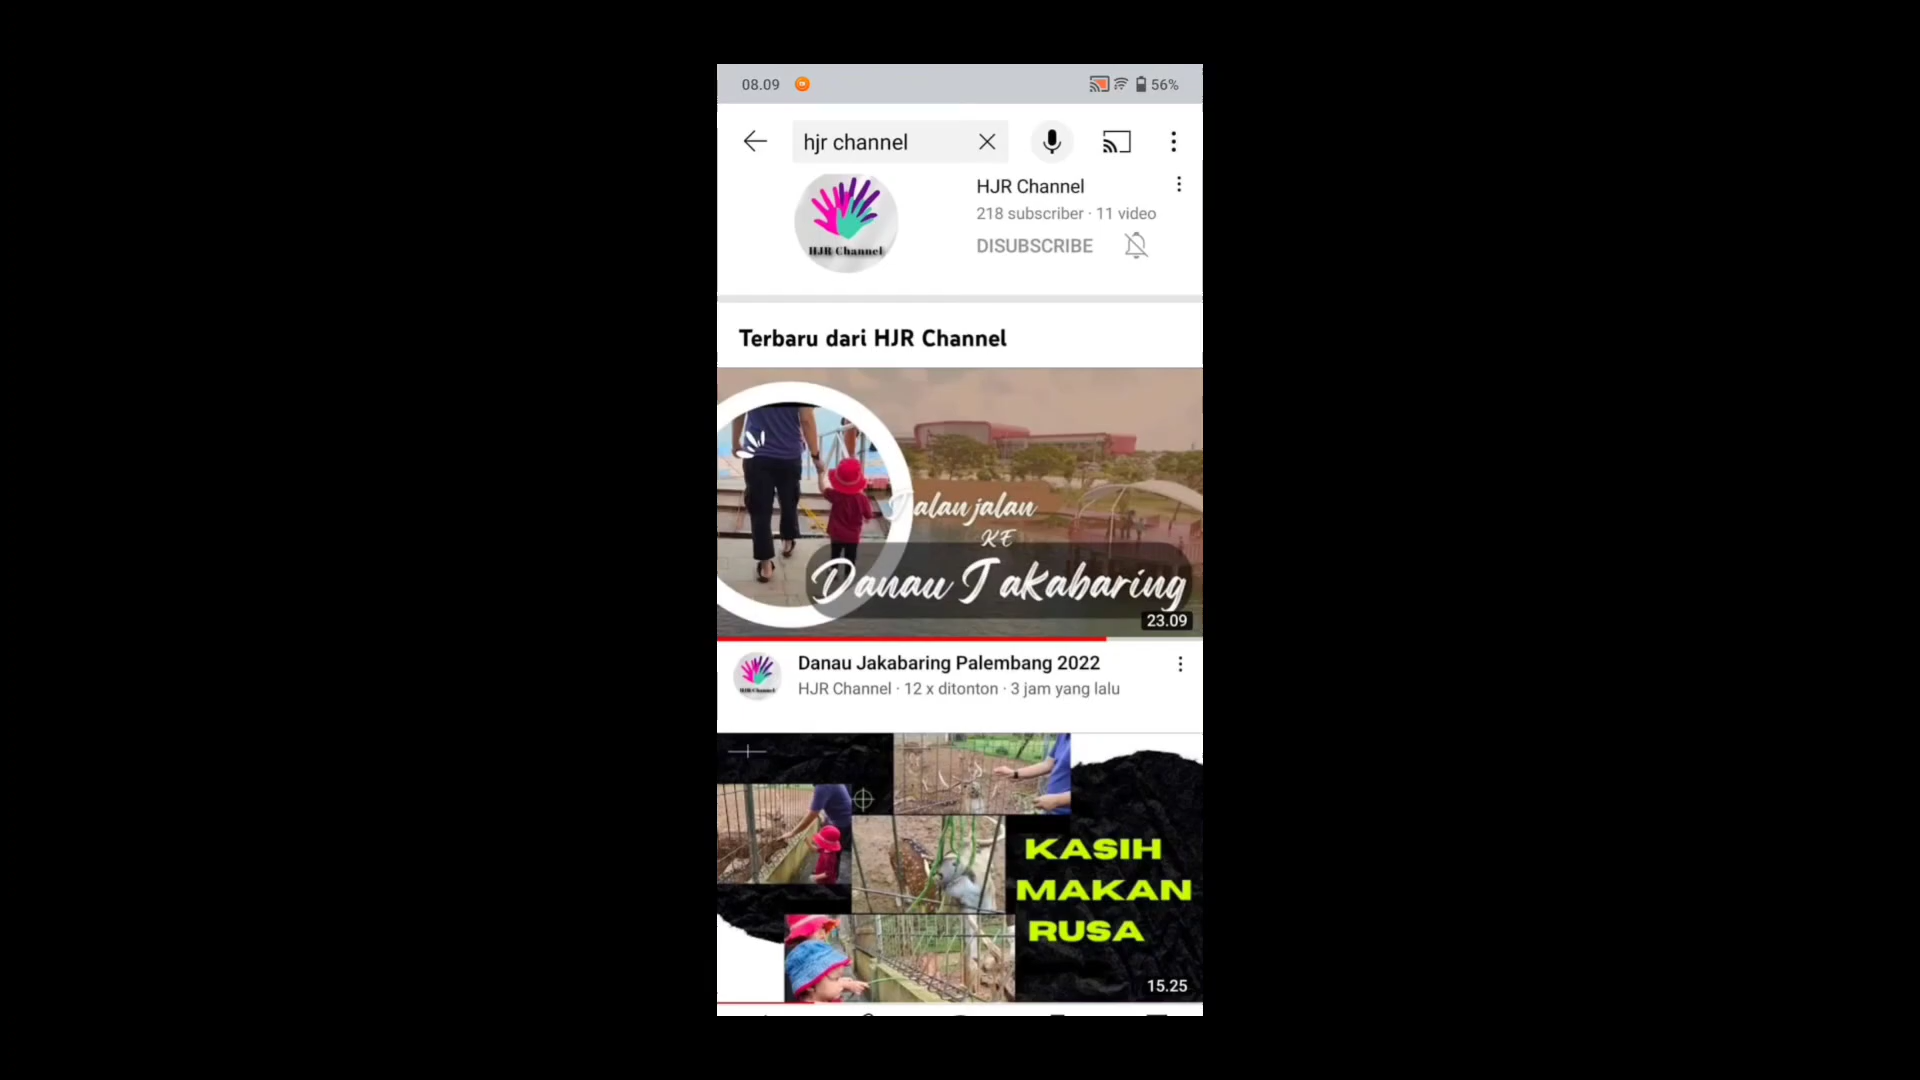 08.09
56%
hjr channel
HJR Channel
218 subscriber · 11 video
HJR Channel
DISUBSCRIBE
Terbaru dari HJR Channel
Jalan jalan
KE
Danau Jakabaring
23.09
Danau Jakabaring Palembang 2022
HJR Channel
HJR Channel · 12 x ditonton · 3 jam yang lalu
KASIH
MAKAN
RUSA
15.25